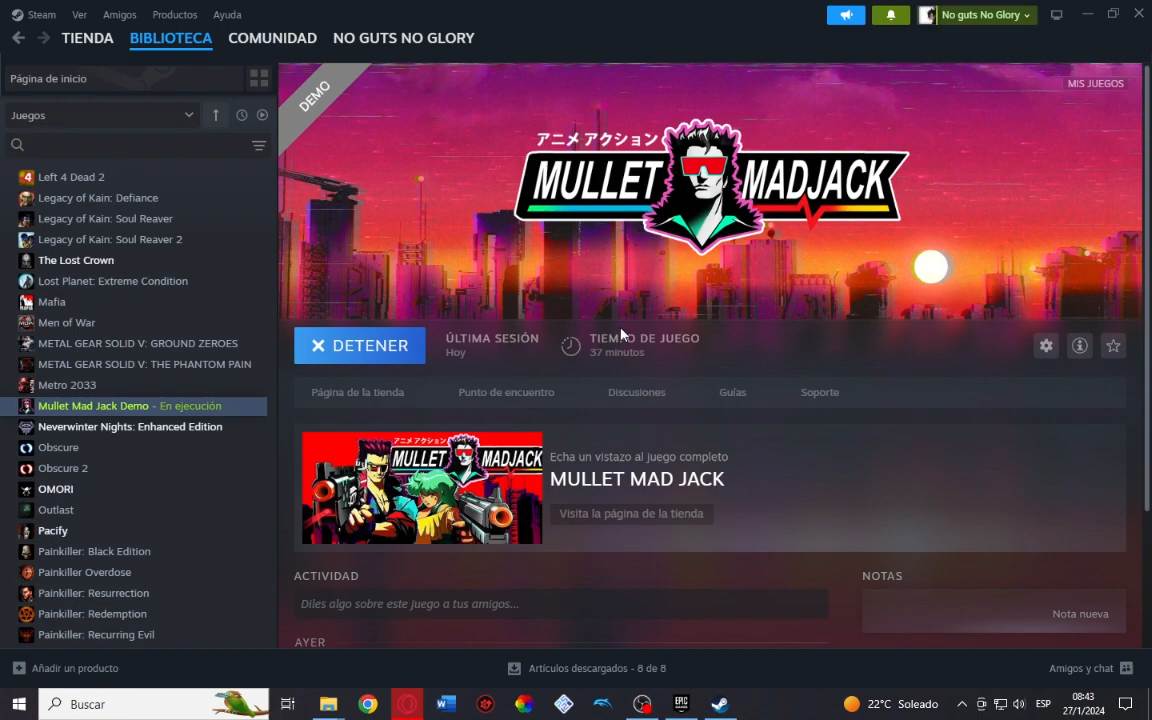 Steam Ver Amigos Productos Ayuda
No guts No Glory
TIENDA BIBLIOTECA COMUNIDAD NO GUTS NO GLORY
Página de inicio
Juegos
Left 4 Dead 2
Legacy of Kain: Defiance
Legacy of Kain: Soul Reaver
Legacy of Kain: Soul Reaver 2
The Lost Crown
Lost Planet: Extreme Condition
Mafia
Men of War
METAL GEAR SOLID V: GROUND ZEROES
METAL GEAR SOLID V: THE PHANTOM PAIN
Metro 2033
Mullet Mad Jack Demo - En ejecución
Neverwinter Nights: Enhanced Edition
Obscure
Obscure 2
OMORI
Outlast
Pacify
Painkiller: Black Edition
Painkiller Overdose
Painkiller: Resurrection
Painkiller: Redemption
Painkiller: Recurring Evil
DEMO
MIS JUEGOS
アニメ アクション
MULLET MADJACK
DETENER
ÚLTIMA SESIÓN
Hoy
TIEMPO DE JUEGO
37 minutos
Página de la tienda Punto de encuentro Discusiones Guías Soporte
アニメ アクション
MULLET MADJACK
Echa un vistazo al juego completo
MULLET MAD JACK
Visita la página de la tienda
ACTIVIDAD
Diles algo sobre este juego a tus amigos...
AYER
NOTAS
Nota nueva
Añadir un producto
Artículos descargados - 8 de 8
Amigos y chat
Buscar
EPIC
22°C Soleado
ESP
08:43
27/1/2024